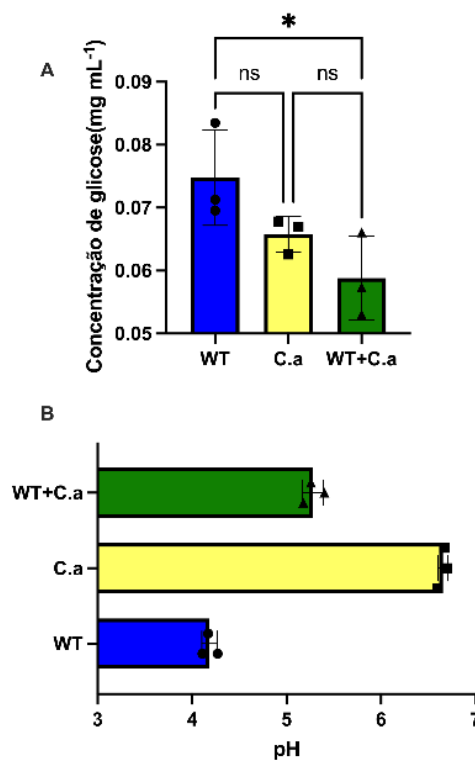 A
*
ns ns
Concentração de glicose(mg mL⁻¹)
0.09
0.08
0.07
0.06
0.05
WT C.a WT+C.a
B
WT+C.a
C.a
WT
3 4 5 6 7
pH